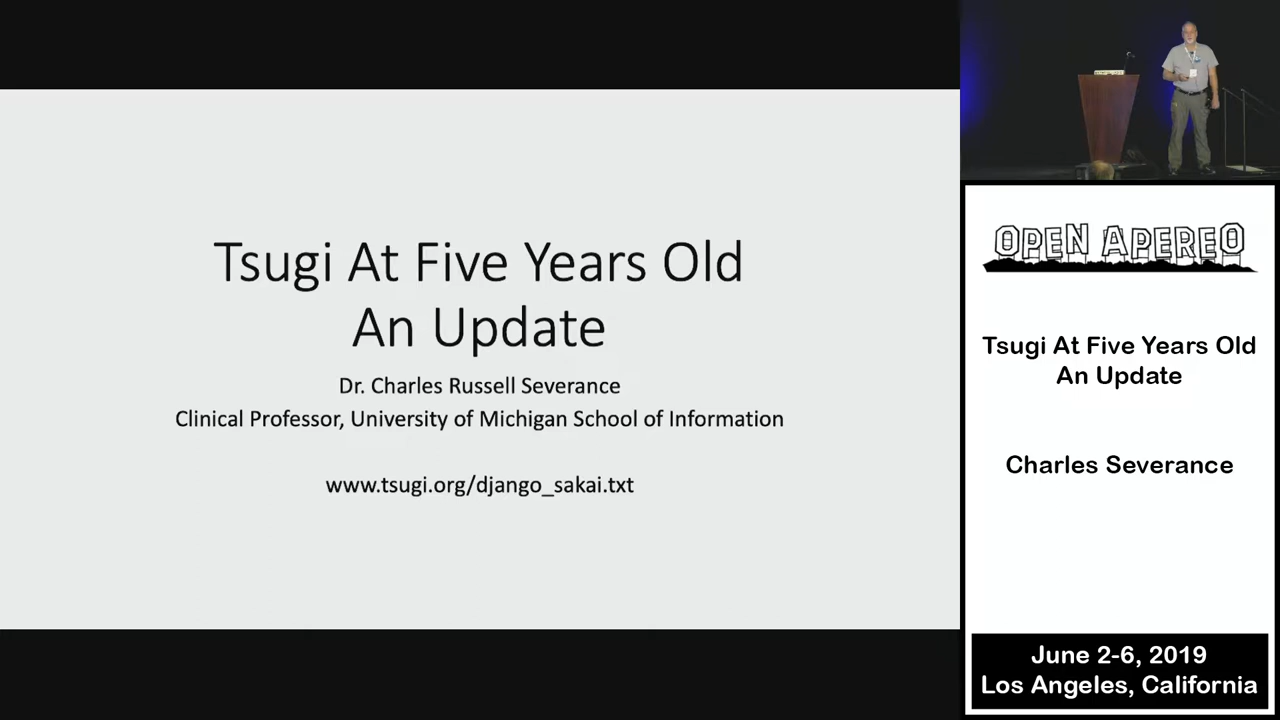 Tsugi At Five Years Old
An Update
Dr. Charles Russell Severance
Clinical Professor, University of Michigan School of Information
www.tsugi.org/django_sakai.txt
OPEN APEREO
Tsugi At Five Years Old
An Update
Charles Severance
June 2-6, 2019
Los Angeles, California